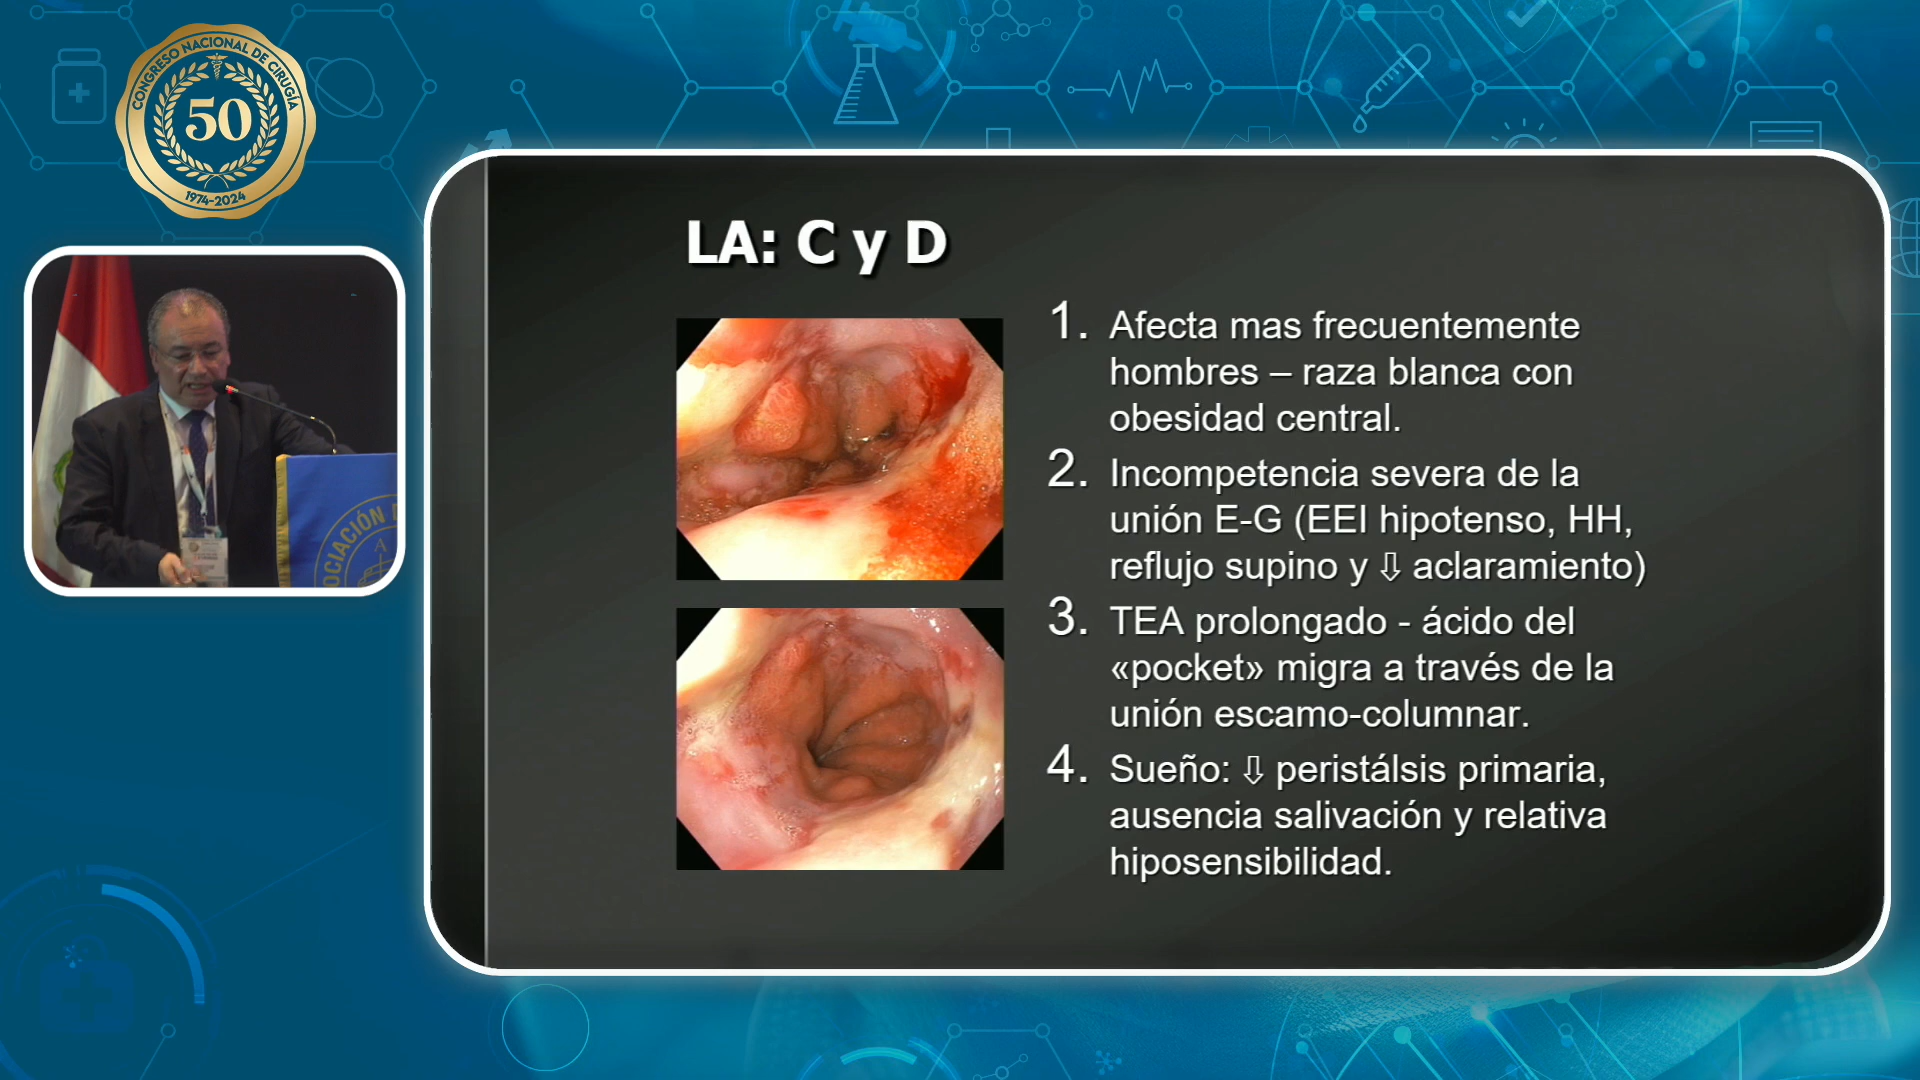 CONGRESO NACIONAL DE CIRUGÍA
50
1974-2024
OCIACIÓN
LA: C y D
1. Afecta mas frecuentemente
hombres – raza blanca con
obesidad central.
2. Incompetencia severa de la
unión E-G (EEI hipotenso, HH,
reflujo supino y ⇩ aclaramiento)
3. TEA prolongado - ácido del
«pocket» migra a través de la
unión escamo-columnar.
4. Sueño: ⇩ peristálsis primaria,
ausencia salivación y relativa
hiposensibilidad.